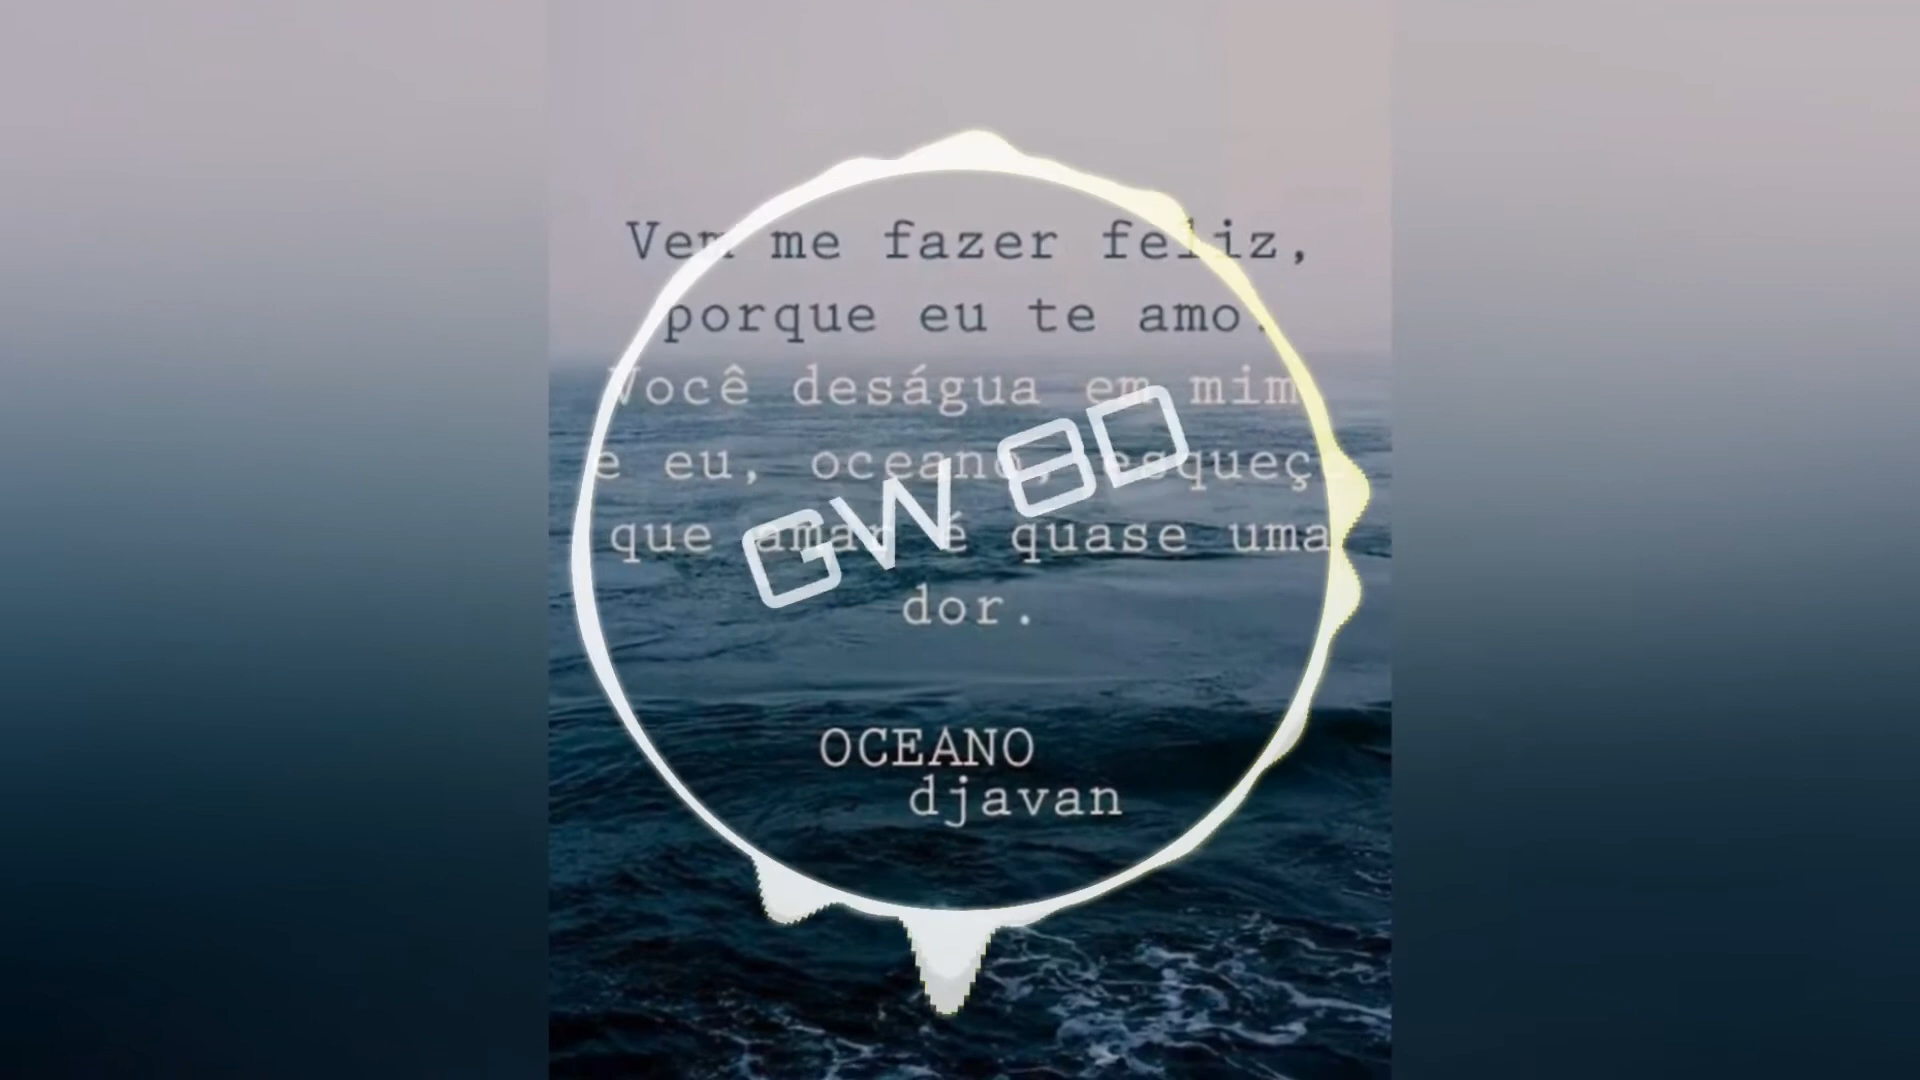 Vem me fazer feliz,
porque eu te amo.
Você deságua em mim
e eu, oceano, esqueço
que amar é quase uma
dor.
GW 8D
OCEANO
djavan